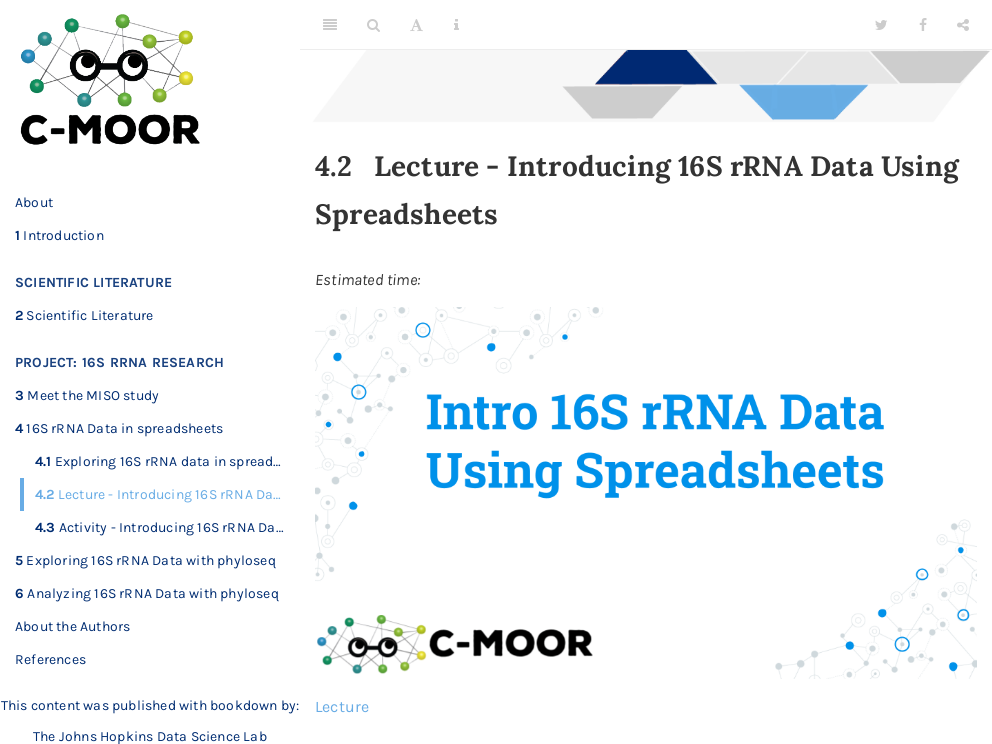 C-MOOR
About
1 Introduction
SCIENTIFIC LITERATURE
2 Scientific Literature
PROJECT: 16S RRNA RESEARCH
3 Meet the MISO study
4 16S rRNA Data in spreadsheets
4.1 Exploring 16S rRNA data in spread...
4.2 Lecture - Introducing 16S rRNA Da...
4.3 Activity - Introducing 16S rRNA Da...
5 Exploring 16S rRNA Data with phyloseq
6 Analyzing 16S rRNA Data with phyloseq
About the Authors
References
This content was published with bookdown by:
The Johns Hopkins Data Science Lab
A i
4.2 Lecture - Introducing 16S rRNA Data Using
Spreadsheets
Estimated time:
Intro 16S rRNA Data
Using Spreadsheets
C-MOOR
Lecture